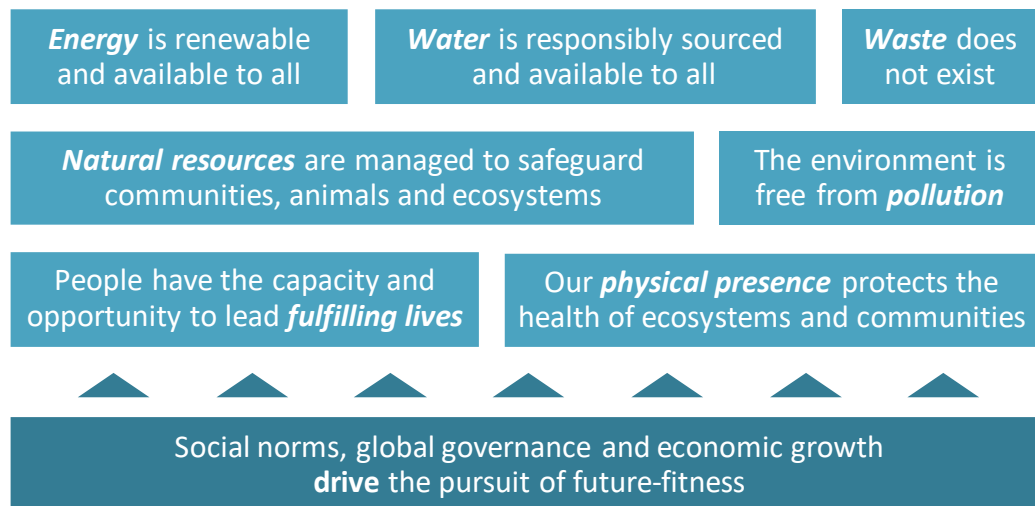 Energy is renewable
and available to all
Water is responsibly sourced
and available to all
Waste does
not exist
Natural resources are managed to safeguard
communities, animals and ecosystems
The environment is
free from pollution
People have the capacity and
opportunity to lead fulfilling lives
Our physical presence protects the
health of ecosystems and communities
Social norms, global governance and economic growth
drive the pursuit of future-fitness